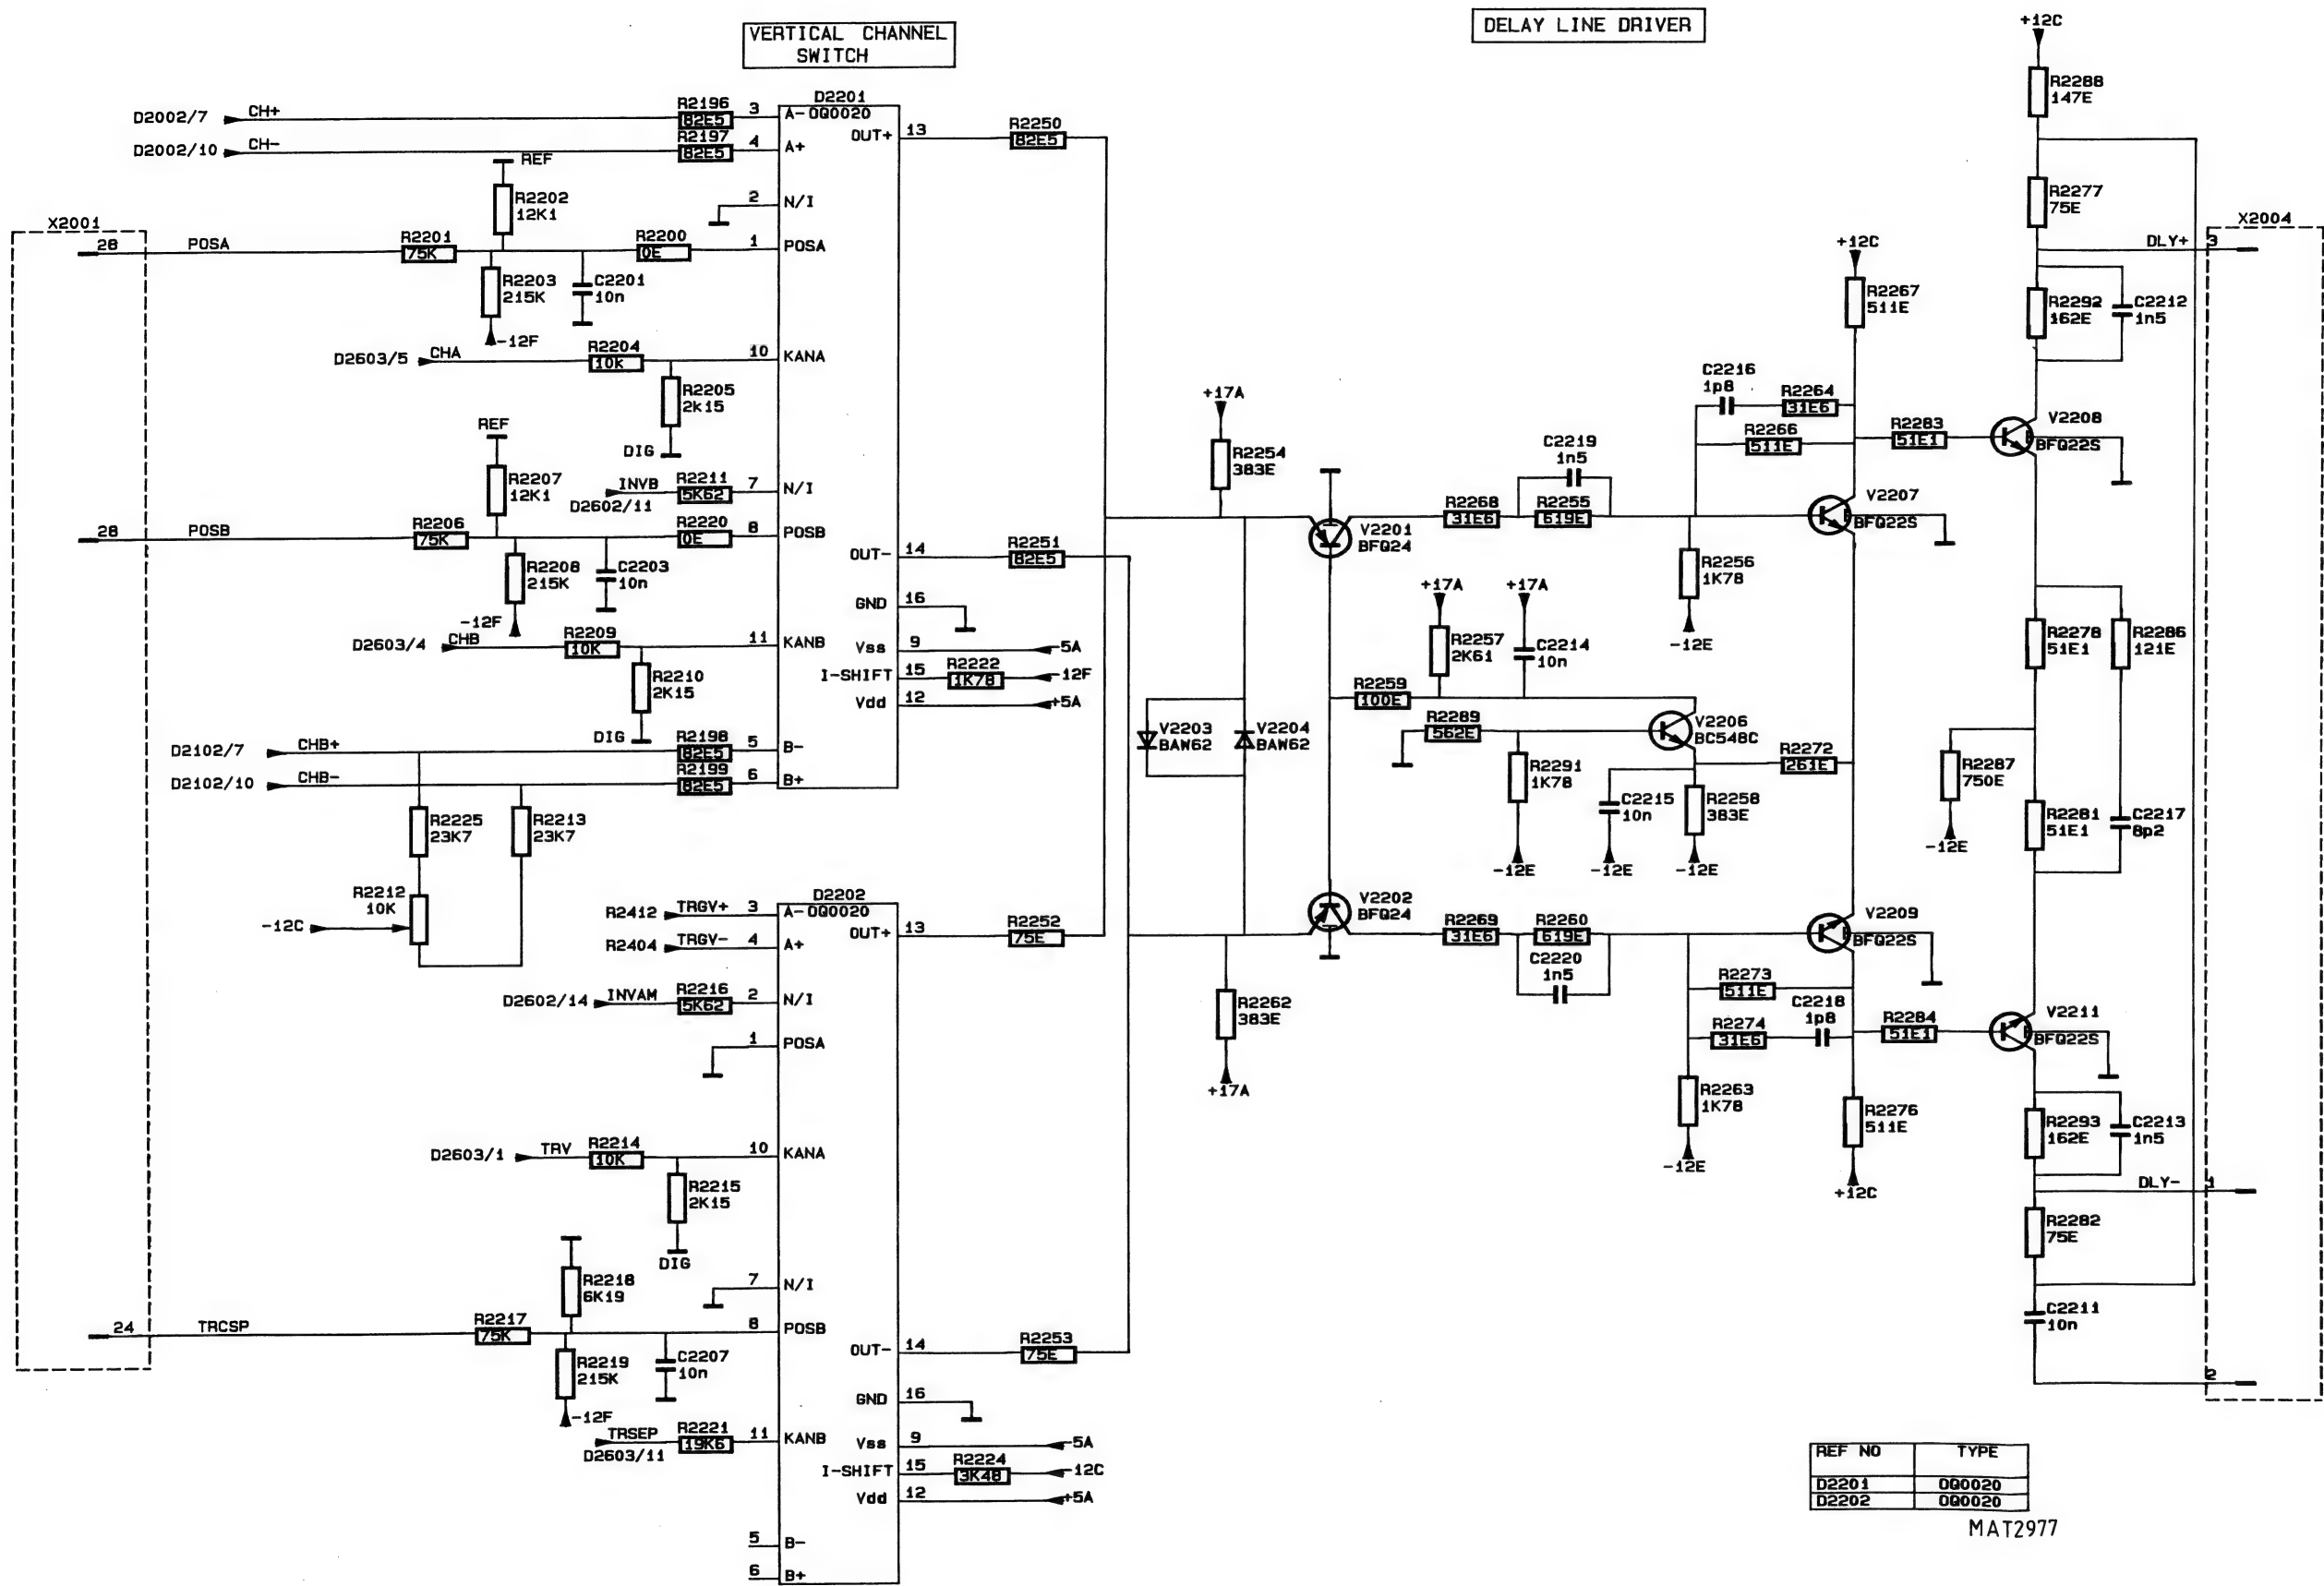 VERTICAL CHANNEL
SWITCH
DELAY LINE DRIVER
D2002/7
CH+
R2196
82E5
3
D2201
A-
OQ0020
D2002/10
CH-
R2197
82E5
4
A+
OUT+
13
R2250
82E5
REF
R2202
12K1
2
N/I
X2001
28
POSA
R2201
75K
R2200
0E
1
POSA
R2203
215K
C2201
10n
-12F
D2603/5
CHA
R2204
10k
10
KANA
R2205
2K15
DIG
REF
R2207
12K1
INVB
D2602/11
R2211
5K62
7
N/I
28
POSB
R2206
75K
R2220
0E
8
POSB
OUT-
14
R2251
82E5
R2208
215K
C2203
10n
-12F
GND
16
D2603/4
CHB
R2209
10K
11
KANB
Vss
9
-5A
I-SHIFT
15
R2222
1K78
-12F
Vdd
12
+5A
R2210
2K15
DIG
D2102/7
CHB+
R2198
82E5
5
B-
D2102/10
CHB-
R2199
82E5
6
B+
R2225
23K7
R2213
23K7
R2212
10K
-12C
D2202
R2412
TRGV+
3
A-
OQ0020
R2404
TRGV-
4
A+
OUT+
13
R2252
75E
D2602/14
INVAM
R2216
5K62
2
N/I
1
POSA
D2603/1
TRV
R2214
10K
10
KANA
R2215
2K15
DIG
R2218
6K19
7
N/I
24
TRCSP
R2217
75K
8
POSB
OUT-
14
R2253
75E
R2219
215K
C2207
10n
-12F
GND
16
TRSEP
D2603/11
R2221
19K6
11
KANB
Vss
9
-5A
I-SHIFT
15
R2224
3K48
-12C
Vdd
12
+5A
5
B-
6
B+
+17A
R2254
383E
V2203
BAW62
V2204
BAW62
R2262
383E
+17A
V2201
BFQ24
R2268
31E6
C2219
1n5
R2255
619E
+17A
+17A
R2257
2K61
C2214
10n
R2259
100E
R2289
562E
V2206
BC548C
R2272
261E
R2291
1K78
C2215
10n
R2258
383E
-12E
-12E
-12E
V2202
BFQ24
R2269
31E6
R2260
619E
C2220
1n5
C2216
1p8
R2264
31E6
R2266
511E
+12C
R2267
511E
R2283
51E1
V2207
BFQ22S
R2256
1K78
-12E
V2209
BFQ22S
R2273
511E
C2218
1p8
R2274
31E6
R2284
51E1
R2263
1K78
-12E
R2276
511E
+12C
+12C
R2288
147E
R2277
75E
X2004
DLY+
3
R2292
162E
C2212
1n5
V2208
BFQ22S
R2278
51E1
R2286
121E
R2287
750E
-12E
R2281
51E1
C2217
8p2
V2211
BFQ22S
R2293
162E
C2213
1n5
DLY-
1
R2282
75E
C2211
10n
2
REF NO
TYPE
D2201
OQ0020
D2202
OQ0020
MAT2977